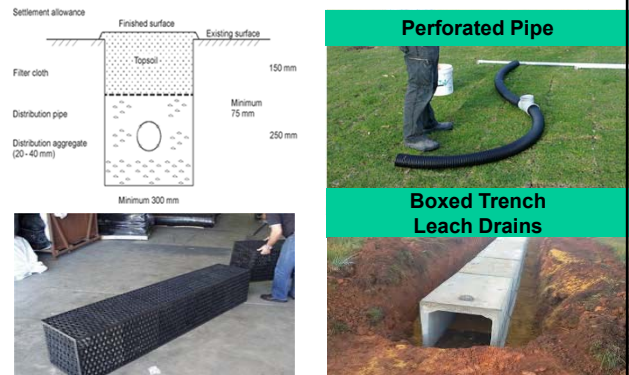 Settlement allowance
Finished surface
Existing surface
Topsoil
150 mm
Filter cloth
Minimum
75 mm
Distribution pipe
250 mm
Distribution aggregate
(20 - 40 mm)
Minimum 300 mm
Perforated Pipe
Boxed Trench
Leach Drains